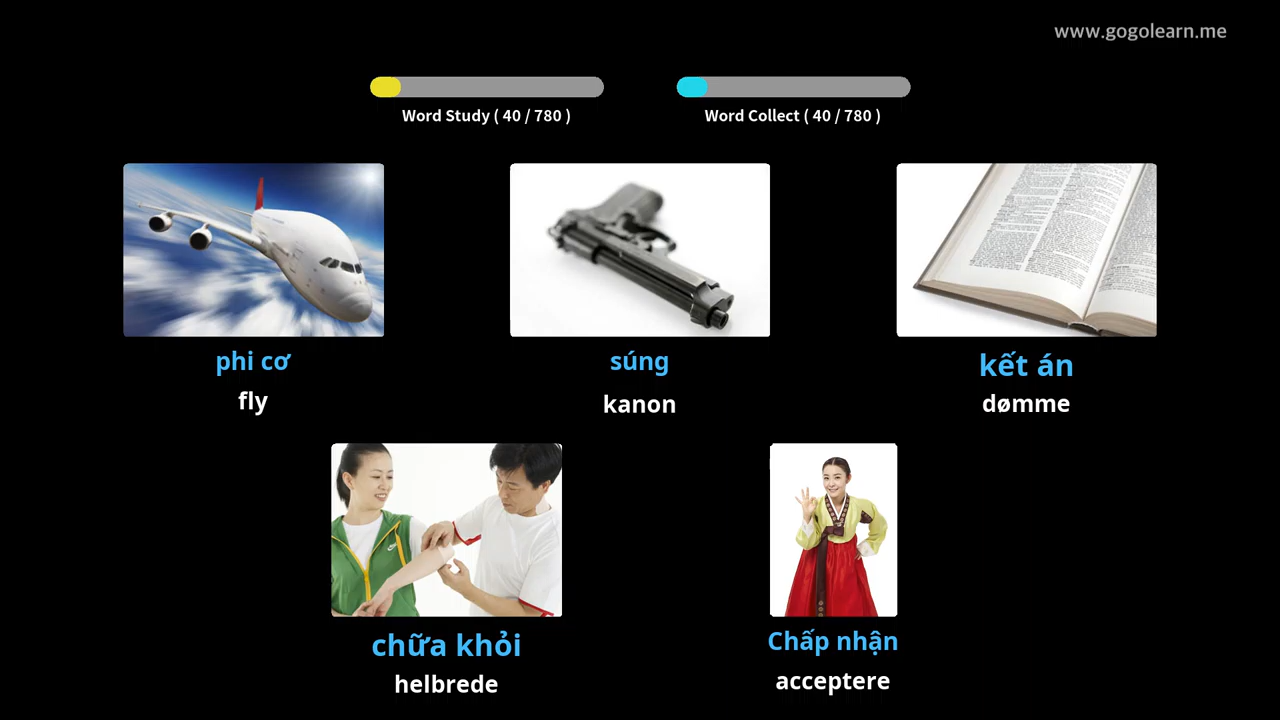 www.gogolearn.me
Word Study ( 40 / 780 )
Word Collect ( 40 / 780 )
phi cơ
fly
súng
kanon
kết án
dømme
chữa khỏi
helbrede
Chấp nhận
acceptere